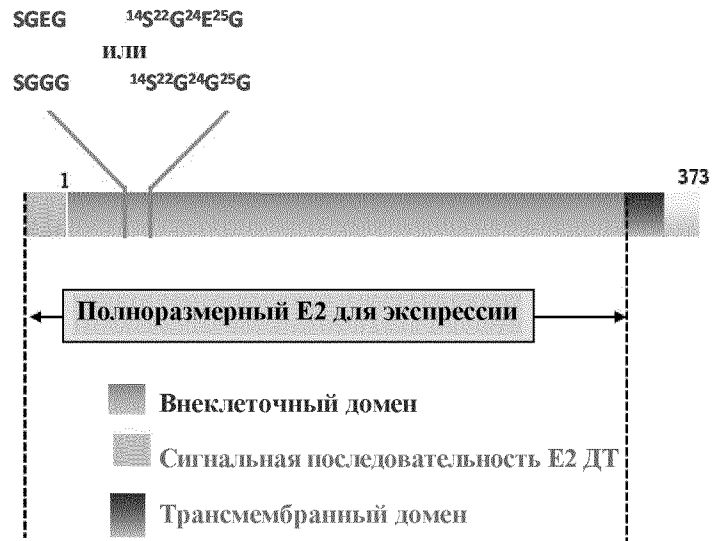 SGEG ¹⁴S²²G²⁴E²⁵G
или
SGGG ¹⁴S²²G²⁴G²⁵G
1 373
Полноразмерный E2 для экспрессии
Внеклеточный домен
Сигнальная последовательность E2 ДТ
Трансмембранный домен